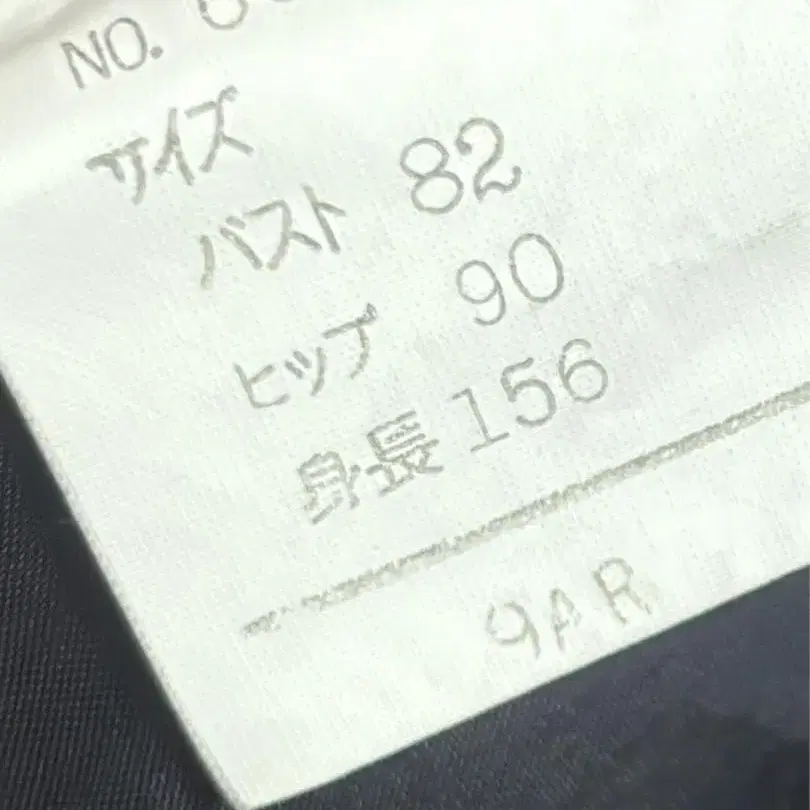 NO.
サイズ
バスト 82
ヒップ 90
身長 156
9AR